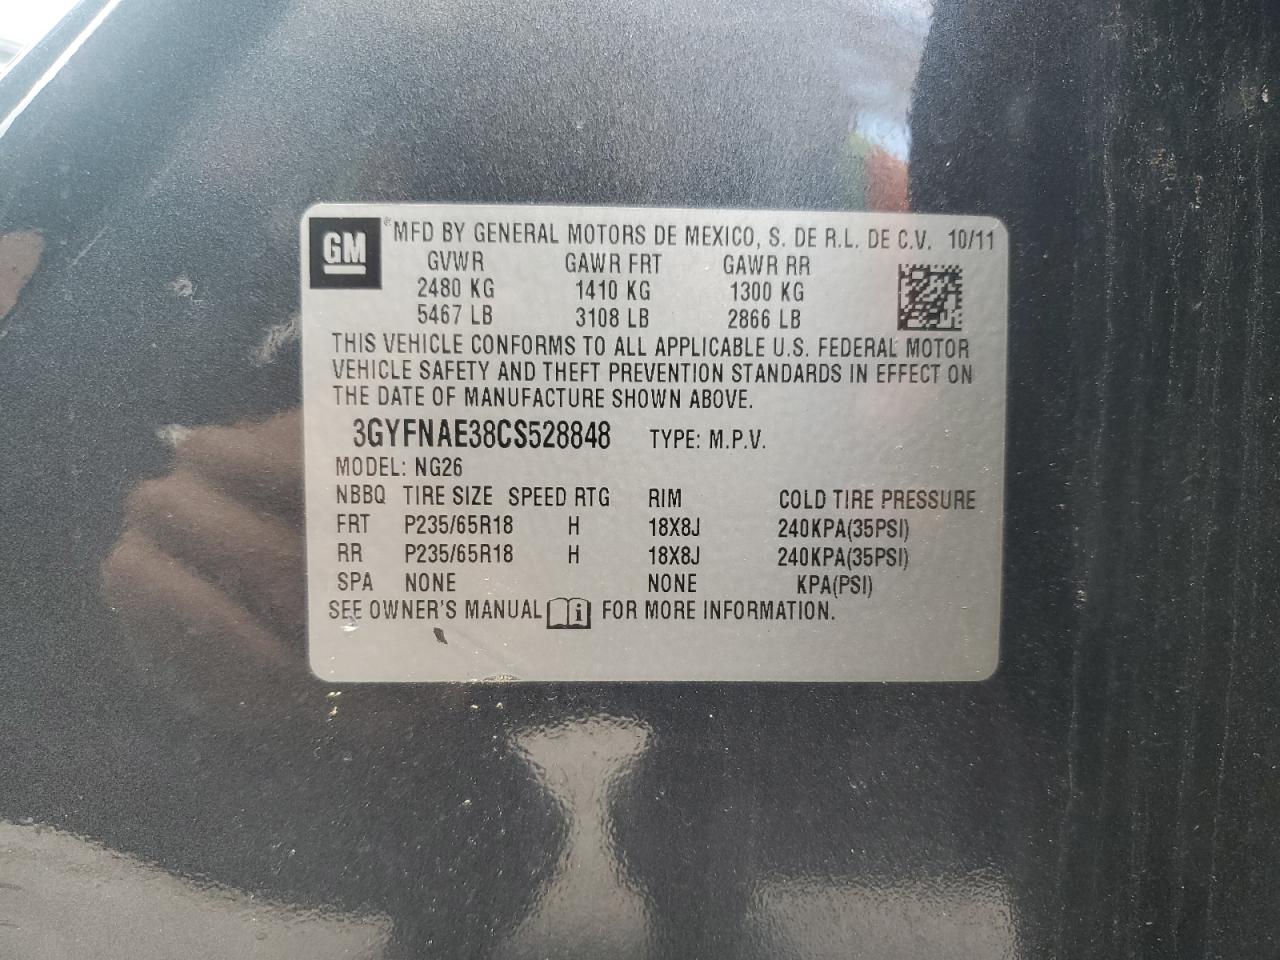 GM ® MFD BY GENERAL MOTORS DE MEXICO, S. DE R.L. DE C.V. 10/11
GVWR GAWR FRT GAWR RR
2480 KG 1410 KG 1300 KG
5467 LB 3108 LB 2866 LB
THIS VEHICLE CONFORMS TO ALL APPLICABLE U.S. FEDERAL MOTOR
VEHICLE SAFETY AND THEFT PREVENTION STANDARDS IN EFFECT ON
THE DATE OF MANUFACTURE SHOWN ABOVE.
3GYFNAE38CS528848 TYPE: M.P.V.
MODEL: NG26
NBBQ TIRE SIZE SPEED RTG RIM COLD TIRE PRESSURE
FRT P235/65R18 H 18X8J 240KPA(35PSI)
RR P235/65R18 H 18X8J 240KPA(35PSI)
SPA NONE NONE KPA(PSI)
SEE OWNER'S MANUAL i FOR MORE INFORMATION.